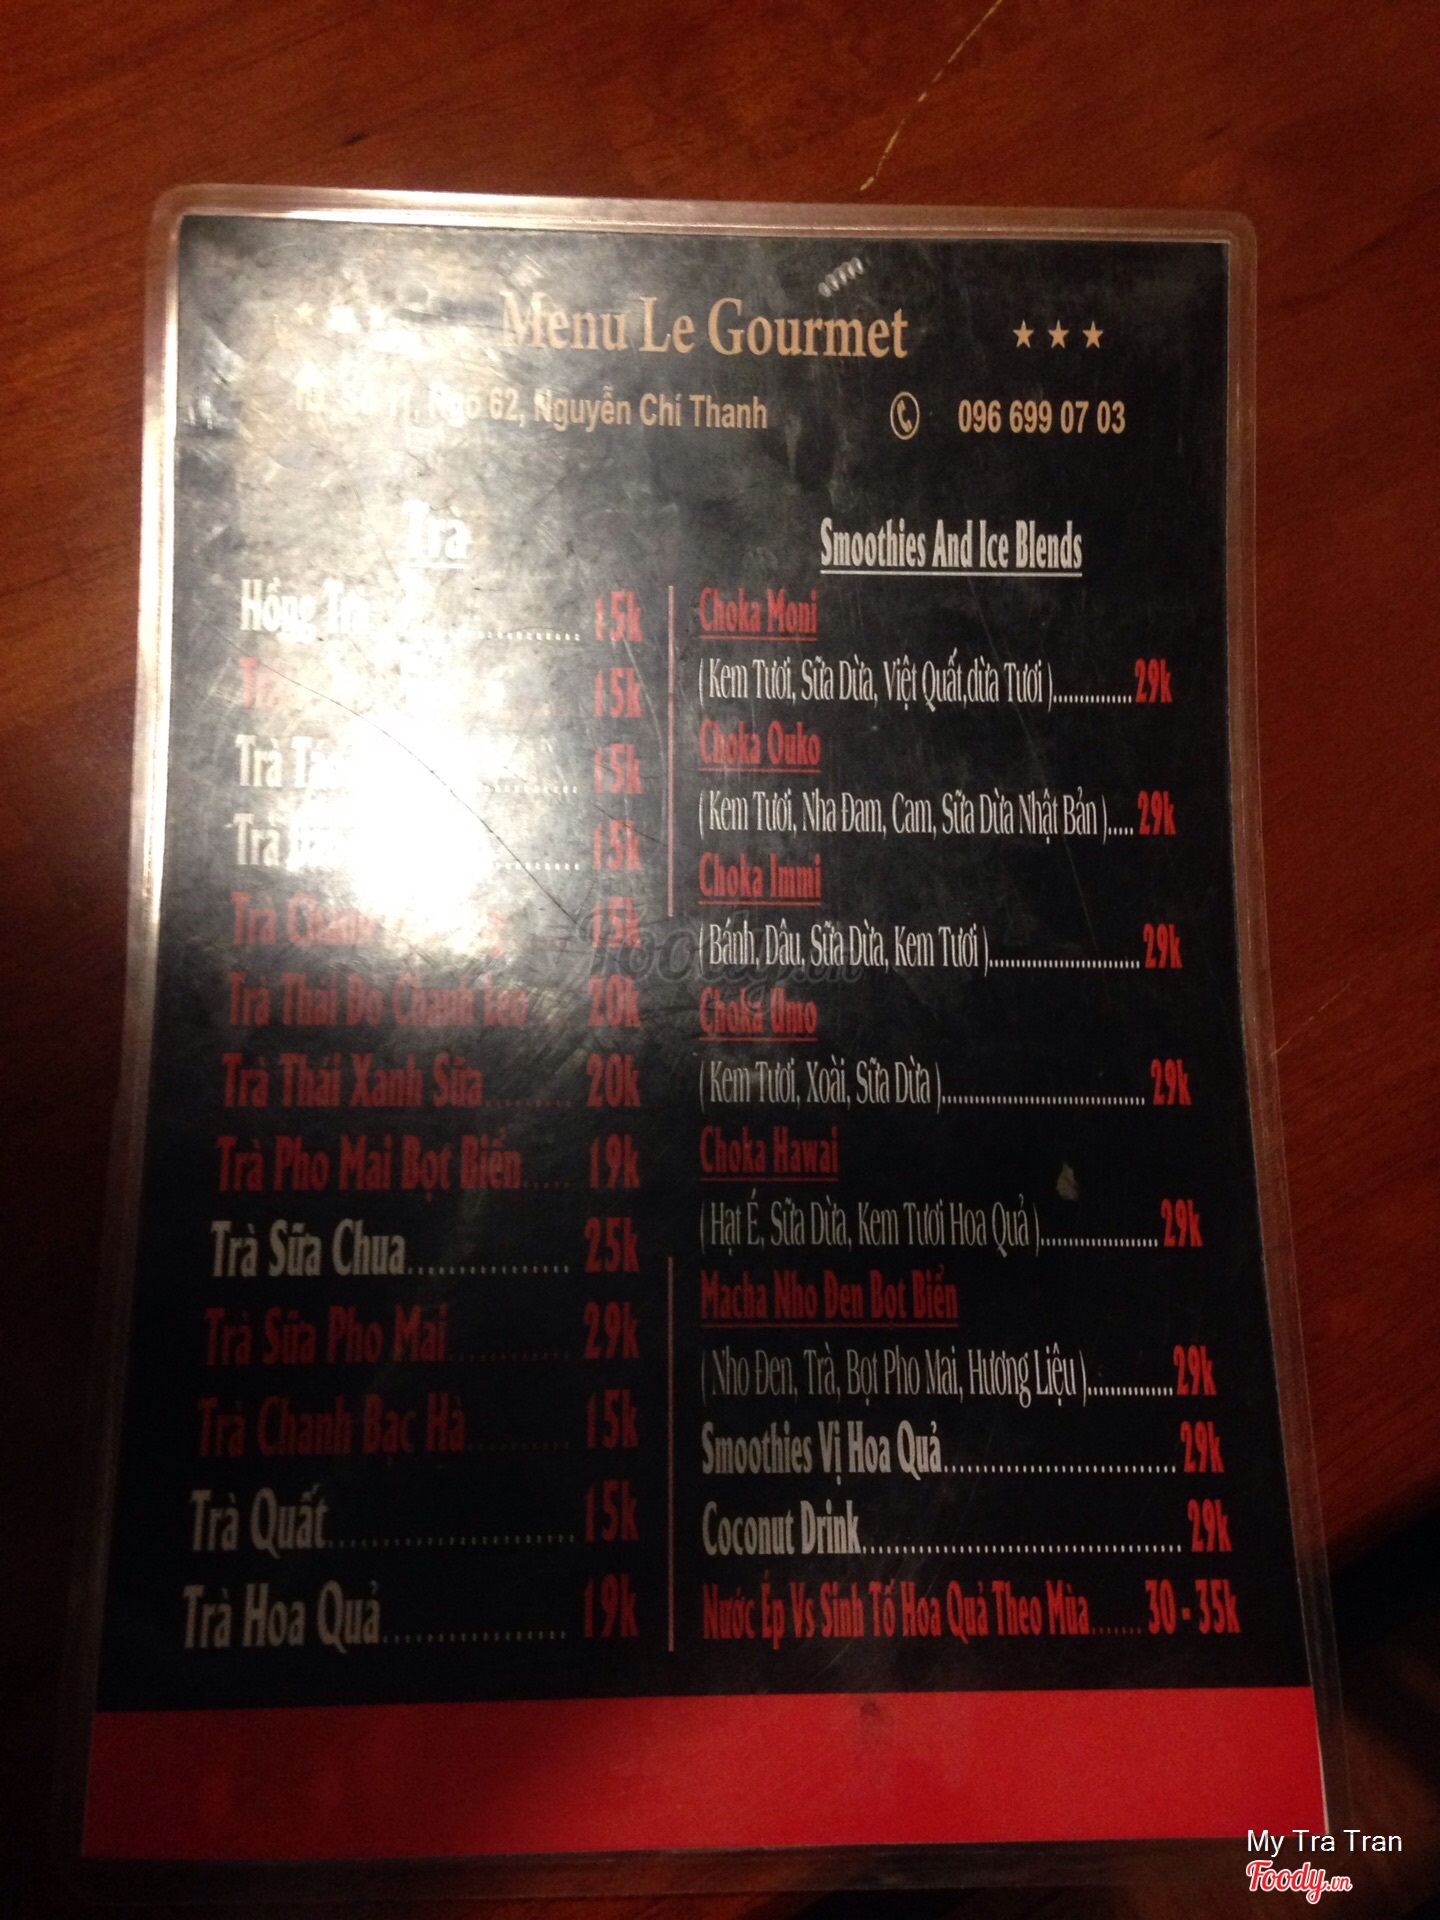 Menu Le Gourmet
62, Nguyễn Chí Thanh
096 699 07 03
Trà
Hồng Trà 15k
15k
Trà 15k
Trà 15k
Trà Chanh 15k
Trà Thái Đỏ Chanh Leo 20k
Trà Thái Xanh Sữa......... 20k
Trà Pho Mai Bọt Biển..... 19k
Trà Sữa Chua................ 25k
Trà Sữa Pho Mai............ 29k
Trà Chanh Bạc Hà.......... 15k
Trà Quất........................ 15k
Trà Hoa Quả.................. 19k
Smoothies And Ice Blends
Choka Moni
( Kem Tươi, Sữa Dừa, Việt Quất,dừa Tươi )...............29k
Choka Ouko
( Kem Tươi, Nha Đam, Cam, Sữa Dừa Nhật Bản )..... 29k
Choka Immi
( Bánh, Dâu, Sữa Dừa, Kem Tươi )............................ 29k
Choka Umo
( Kem Tươi, Xoài, Sữa Dừa )..................................... 29k
Choka Hawai
( Hạt É, Sữa Dừa, Kem Tươi Hoa Quả )..................... 29k
Macha Nho Đen Bọt Biển
( Nho Đen, Trà, Bọt Pho Mai, Hương Liệu )...............29k
Smoothies Vị Hoa Quả............................ 29k
Coconut Drink....................................... 29k
Nước Ép Vs Sinh Tố Hoa Quả Theo Mùa....... 30 - 35k
Foody.vn
My Tra Tran
Foody.vn